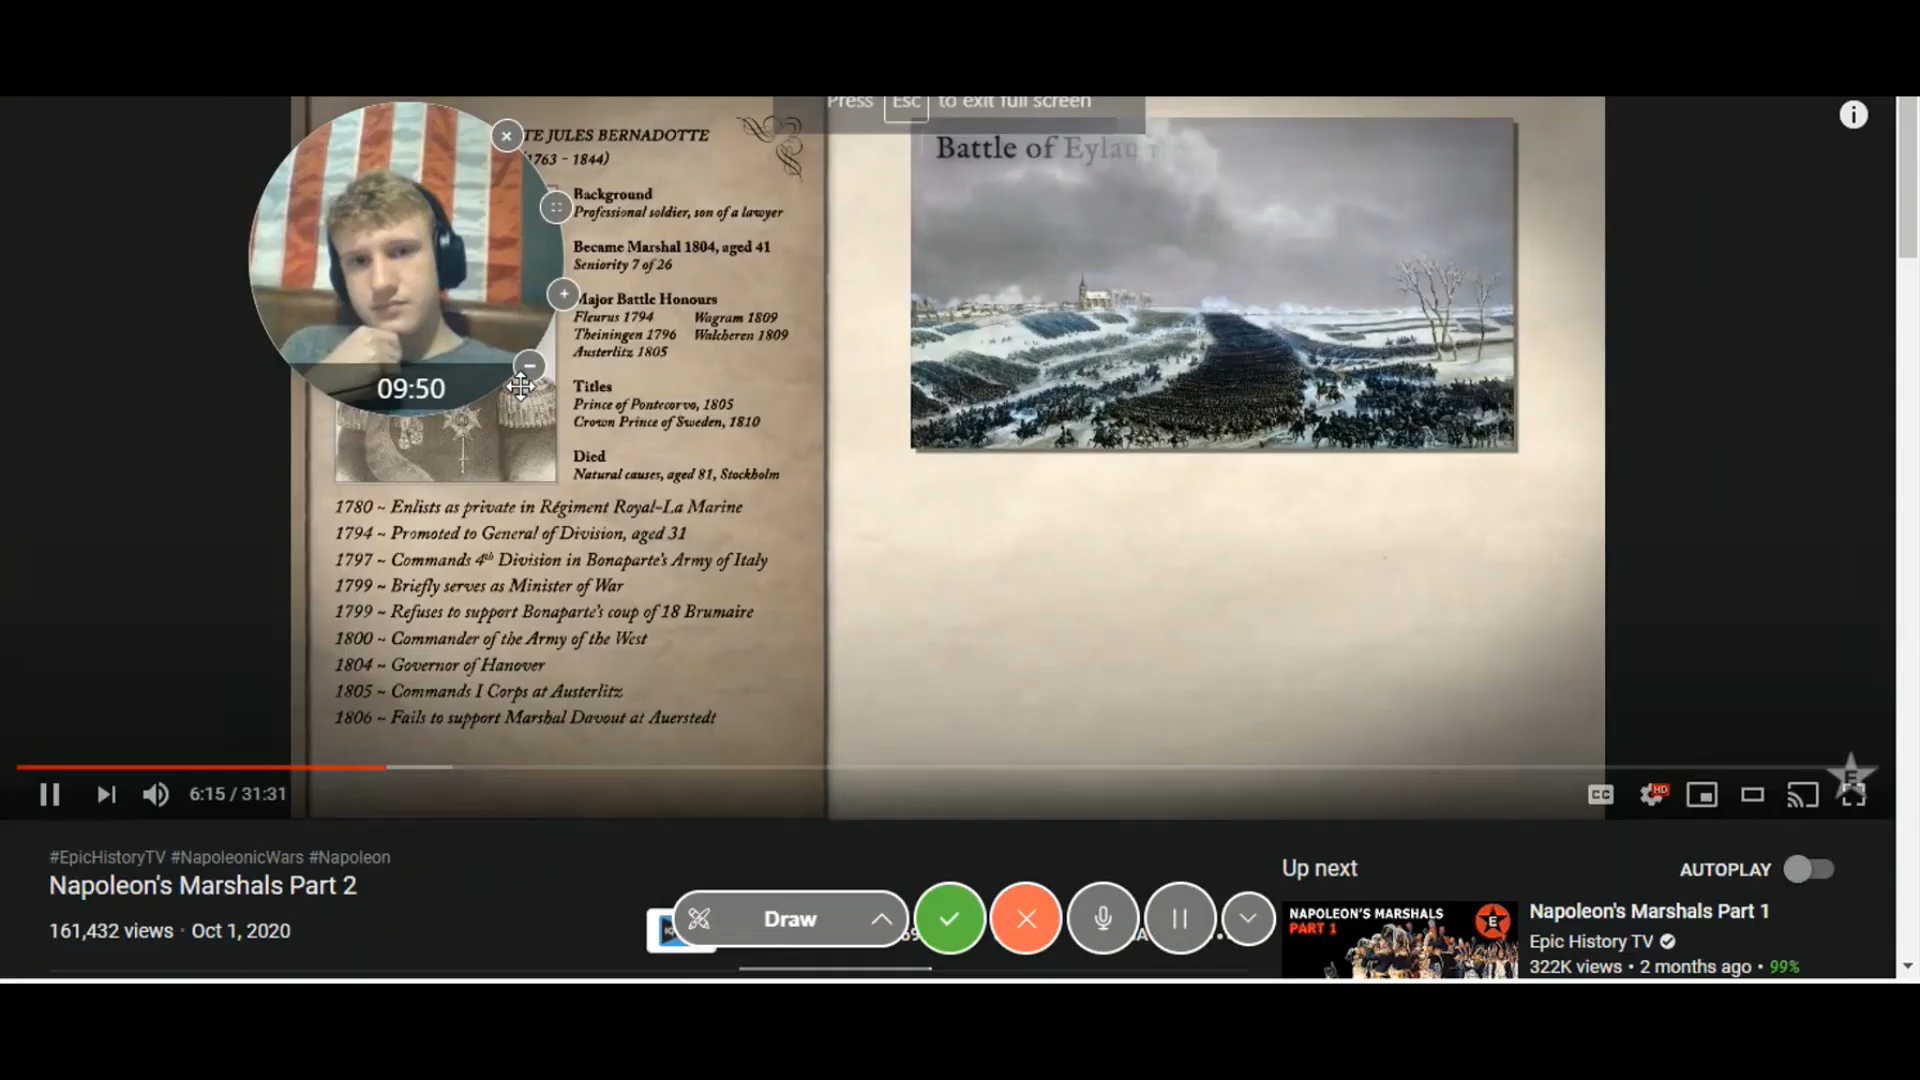 Press Esc to exit full screen
TE JULES BERNADOTTE
(1763 - 1844)
Background
Professional soldier, son of a lawyer
Became Marshal 1804, aged 41
Seniority 7 of 26
Major Battle Honours
Fleurus 1794 Wagram 1809
Theiningen 1796 Walcheren 1809
Austerlitz 1805
Titles
Prince of Pontecorvo, 1805
Crown Prince of Sweden, 1810
Died
Natural causes, aged 81, Stockholm
09:50
1780 ~ Enlists as private in Régiment Royal-La Marine
1794 ~ Promoted to General of Division, aged 31
1797 ~ Commands 4th Division in Bonaparte's Army of Italy
1799 ~ Briefly serves as Minister of War
1799 ~ Refuses to support Bonaparte's coup of 18 Brumaire
1800 ~ Commander of the Army of the West
1804 ~ Governor of Hanover
1805 ~ Commands I Corps at Austerlitz
1806 ~ Fails to support Marshal Davout at Auerstedt
Battle of Eylau
6:15 / 31:31
CC
HD
E
#EpicHistoryTV #NapoleonicWars #Napoleon
Napoleon's Marshals Part 2
161,432 views · Oct 1, 2020
Draw
Up next
AUTOPLAY
NAPOLEON'S MARSHALS
PART 1
E
Napoleon's Marshals Part 1
Epic History TV
322K views • 2 months ago • 99%